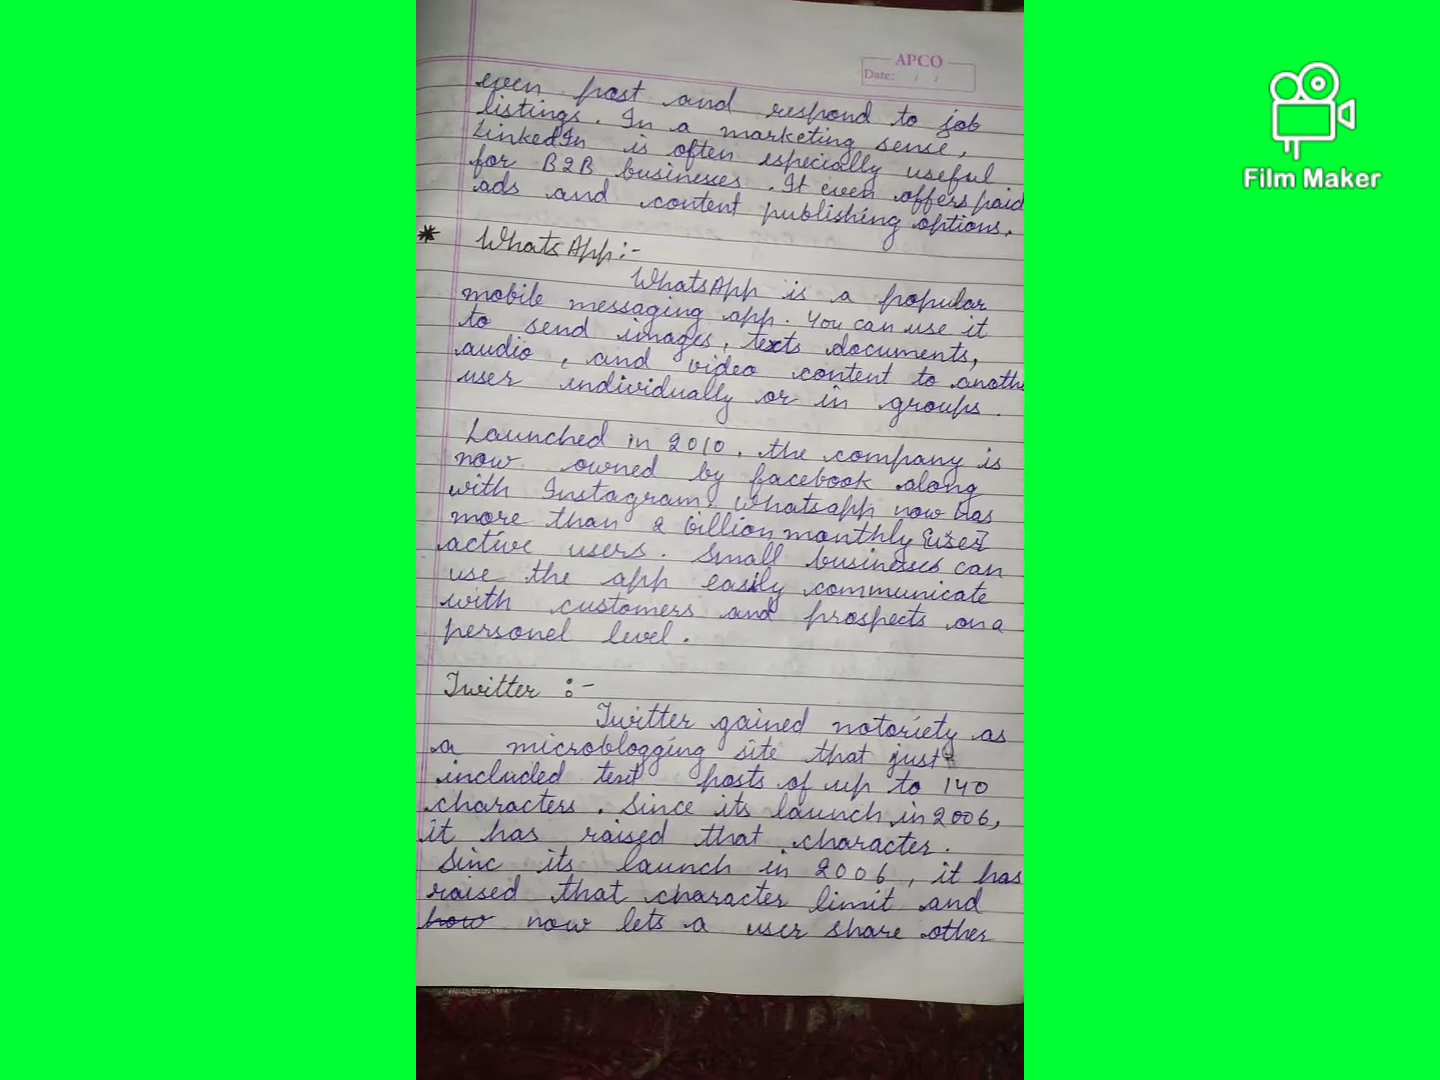 APCO
Date: / /
Film Maker
even post and respond to job
listings. In a marketing sense,
LinkedIn is often especially useful
for B2B businesses. It even offers paid
ads and content publishing options.
* WhatsApp:-
WhatsApp is a popular
mobile messaging app. You can use it
to send images, texts documents,
audio, and video content to anothe
user individually or in groups.
Launched in 2010. the company is
now owned by facebook along
with Instagram. Whatsapp now has
more than 2 billion monthly
active users. Small businesses can
use the app easily communicate
with customers and prospects on a
personel level.
Twitter :-
Twitter gained notoriety as
a microblogging site that just
included text posts of up to 140
characters. Since its launch in 2006,
it has raised that character.
Sinc its launch in 2006, it has
raised that character limit and
how now lets a user share other